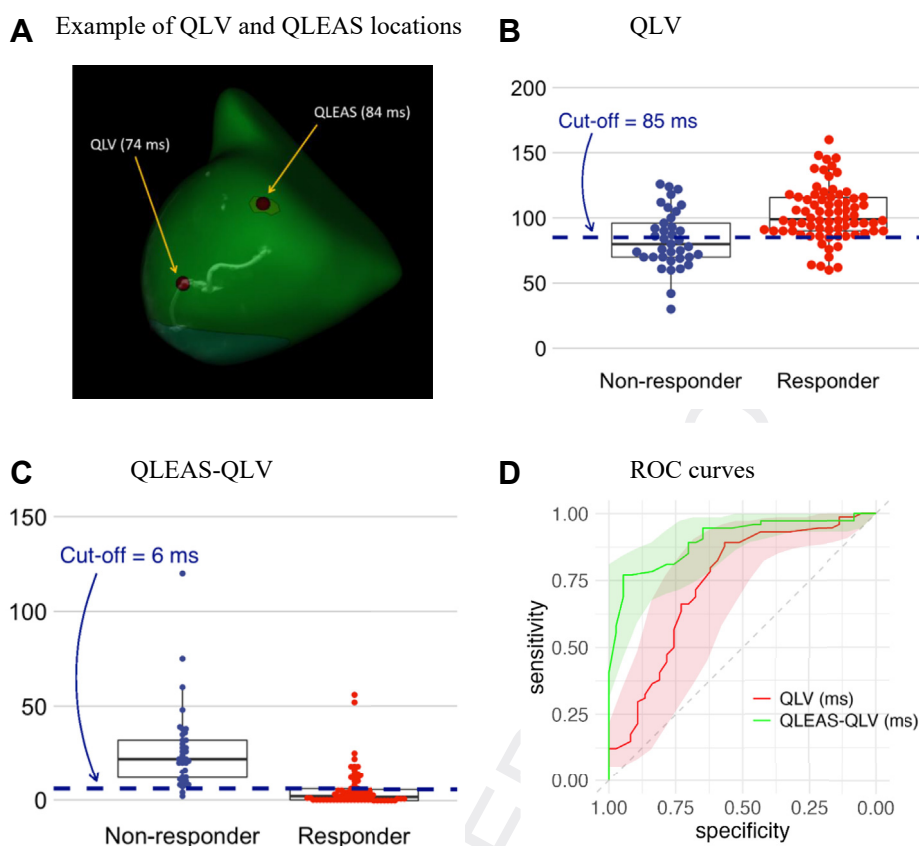 A Example of QLV and QLEAS locations
QLV (74 ms)
QLEAS (84 ms)
B QLV
200
150
100
50
0
Cut-off = 85 ms
Non-responder Responder
C QLEAS-QLV
150
100
50
0
Cut-off = 6 ms
Non-responder Responder
D ROC curves
1.00
0.75
0.50
0.25
0.00
sensitivity
QLV (ms)
QLEAS-QLV (ms)
1.00 0.75 0.50 0.25 0.00
specificity